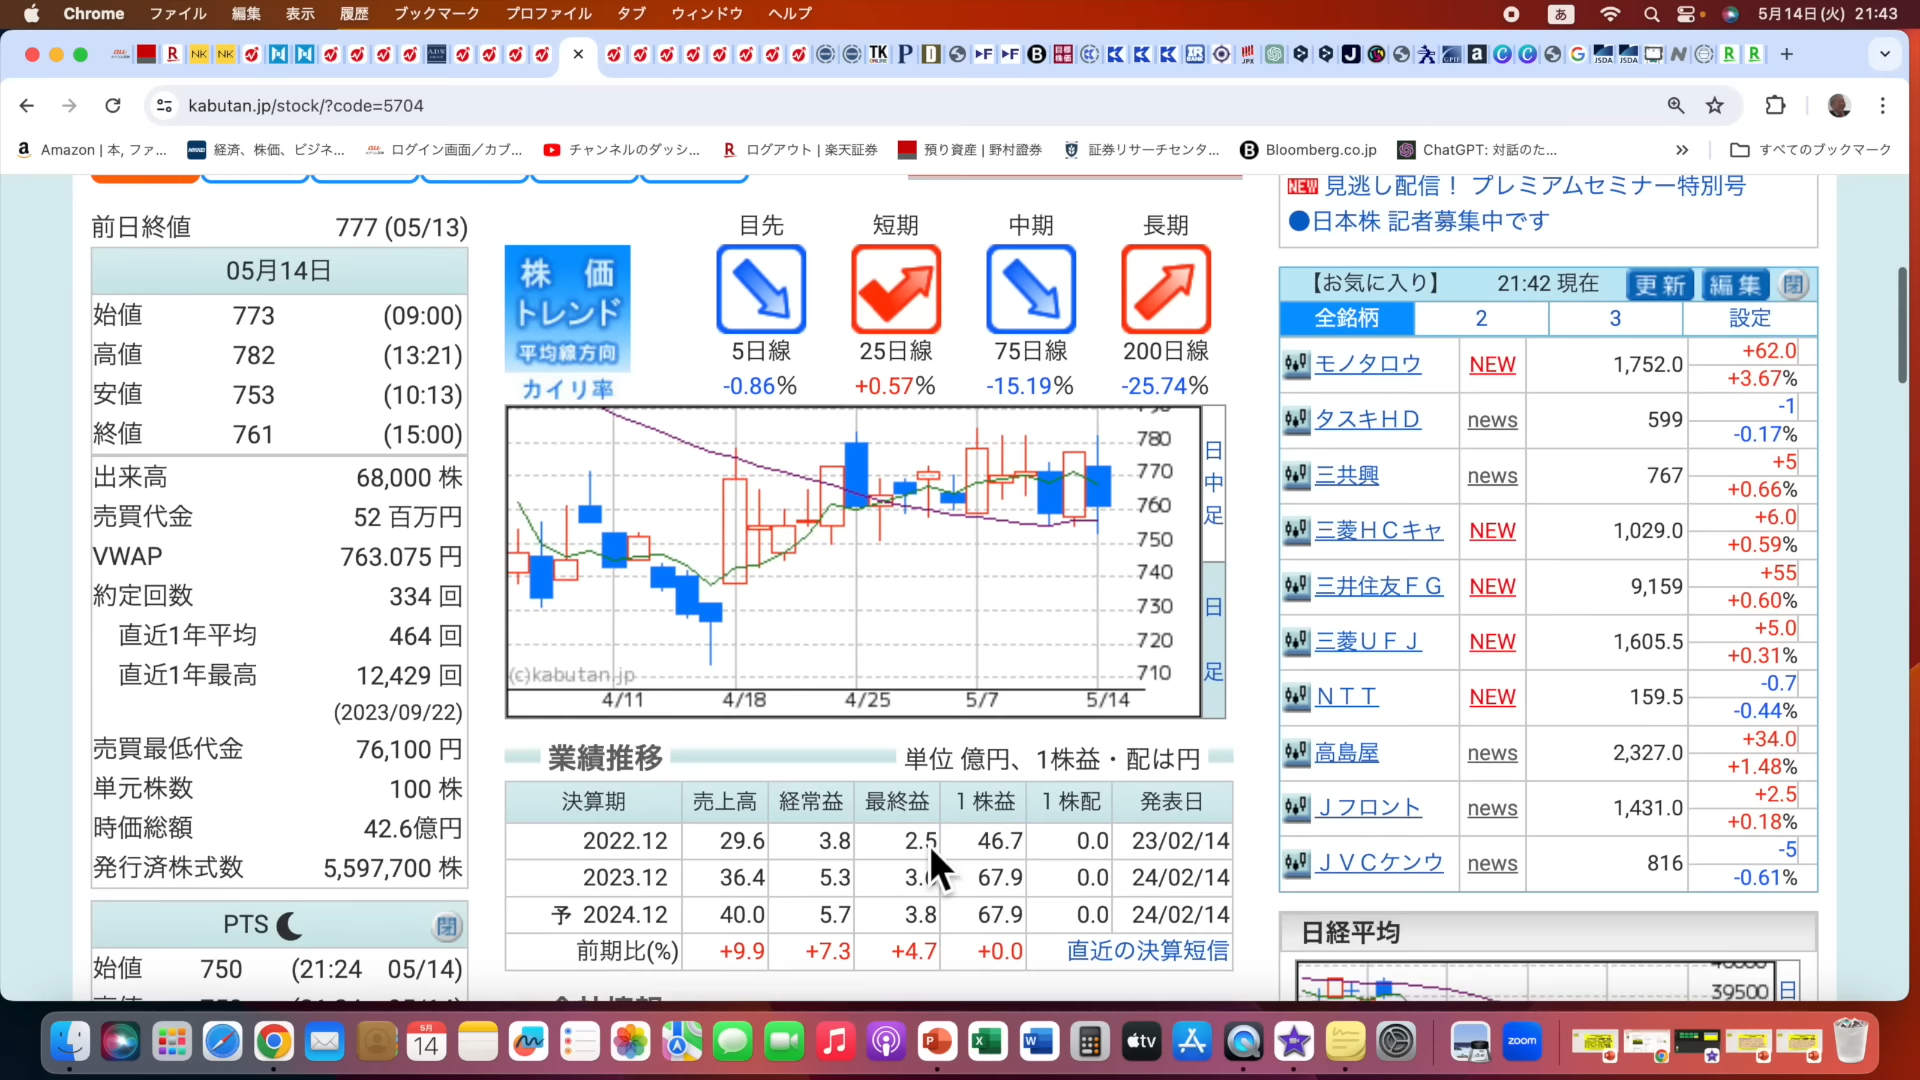 Chrome ファイル 編集 表示 履歴 ブックマーク プロファイル タブ ウィンドウ ヘルプ あ 5月14日(火) 21:43
kabutan.jp/stock/?code=5704
Amazon | 本, ファ... 経済、株価、ビジネ... ログイン画面／カブ... チャンネルのダッシ... ログアウト | 楽天証券 預り資産 | 野村證券 証券リサーチセンタ... Bloomberg.co.jp ChatGPT: 対話のた... » すべてのブックマーク
前日終値 777 (05/13)
05月14日
始値 773 (09:00)
高値 782 (13:21)
安値 753 (10:13)
終値 761 (15:00)
出来高 68,000 株
売買代金 52 百万円
VWAP 763.075 円
約定回数 334 回
直近1年平均 464 回
直近1年最高 12,429 回
(2023/09/22)
売買最低代金 76,100 円
単元株数 100 株
時価総額 42.6億円
発行済株式数 5,597,700 株
PTS 閉
始値 750 (21:24 05/14)
株価
トレンド
平均線方向
カイリ率
目先 短期 中期 長期
5日線 25日線 75日線 200日線
-0.86% +0.57% -15.19% -25.74%
780
770
760
750
740
730
720
710
(c)kabutan.jp
4/11 4/18 4/25 5/7 5/14
日
中
足
日
足
業績推移 単位 億円、1株益・配は円
決算期 売上高 経常益 最終益 1株益 1株配 発表日
2022.12 29.6 3.8 2.5 46.7 0.0 23/02/14
2023.12 36.4 5.3 67.9 0.0 24/02/14
予 2024.12 40.0 5.7 3.8 67.9 0.0 24/02/14
前期比(%) +9.9 +7.3 +4.7 +0.0 直近の決算短信
NEW 見逃し配信！ プレミアムセミナー特別号
●日本株 記者募集中です
【お気に入り】 21:42 現在 更新 編集 閉
全銘柄 2 3 設定
モノタロウ NEW 1,752.0 +62.0 +3.67%
タスキＨＤ news 599 -1 -0.17%
三共興 news 767 +5 +0.66%
三菱ＨＣキャ NEW 1,029.0 +6.0 +0.59%
三井住友ＦＧ NEW 9,159 +55 +0.60%
三菱ＵＦＪ NEW 1,605.5 +5.0 +0.31%
ＮＴＴ NEW 159.5 -0.7 -0.44%
高島屋 news 2,327.0 +34.0 +1.48%
Ｊフロント news 1,431.0 +2.5 +0.18%
ＪＶＣケンウ news 816 -5 -0.61%
日経平均
39500
日
5月
14
tv
zoom